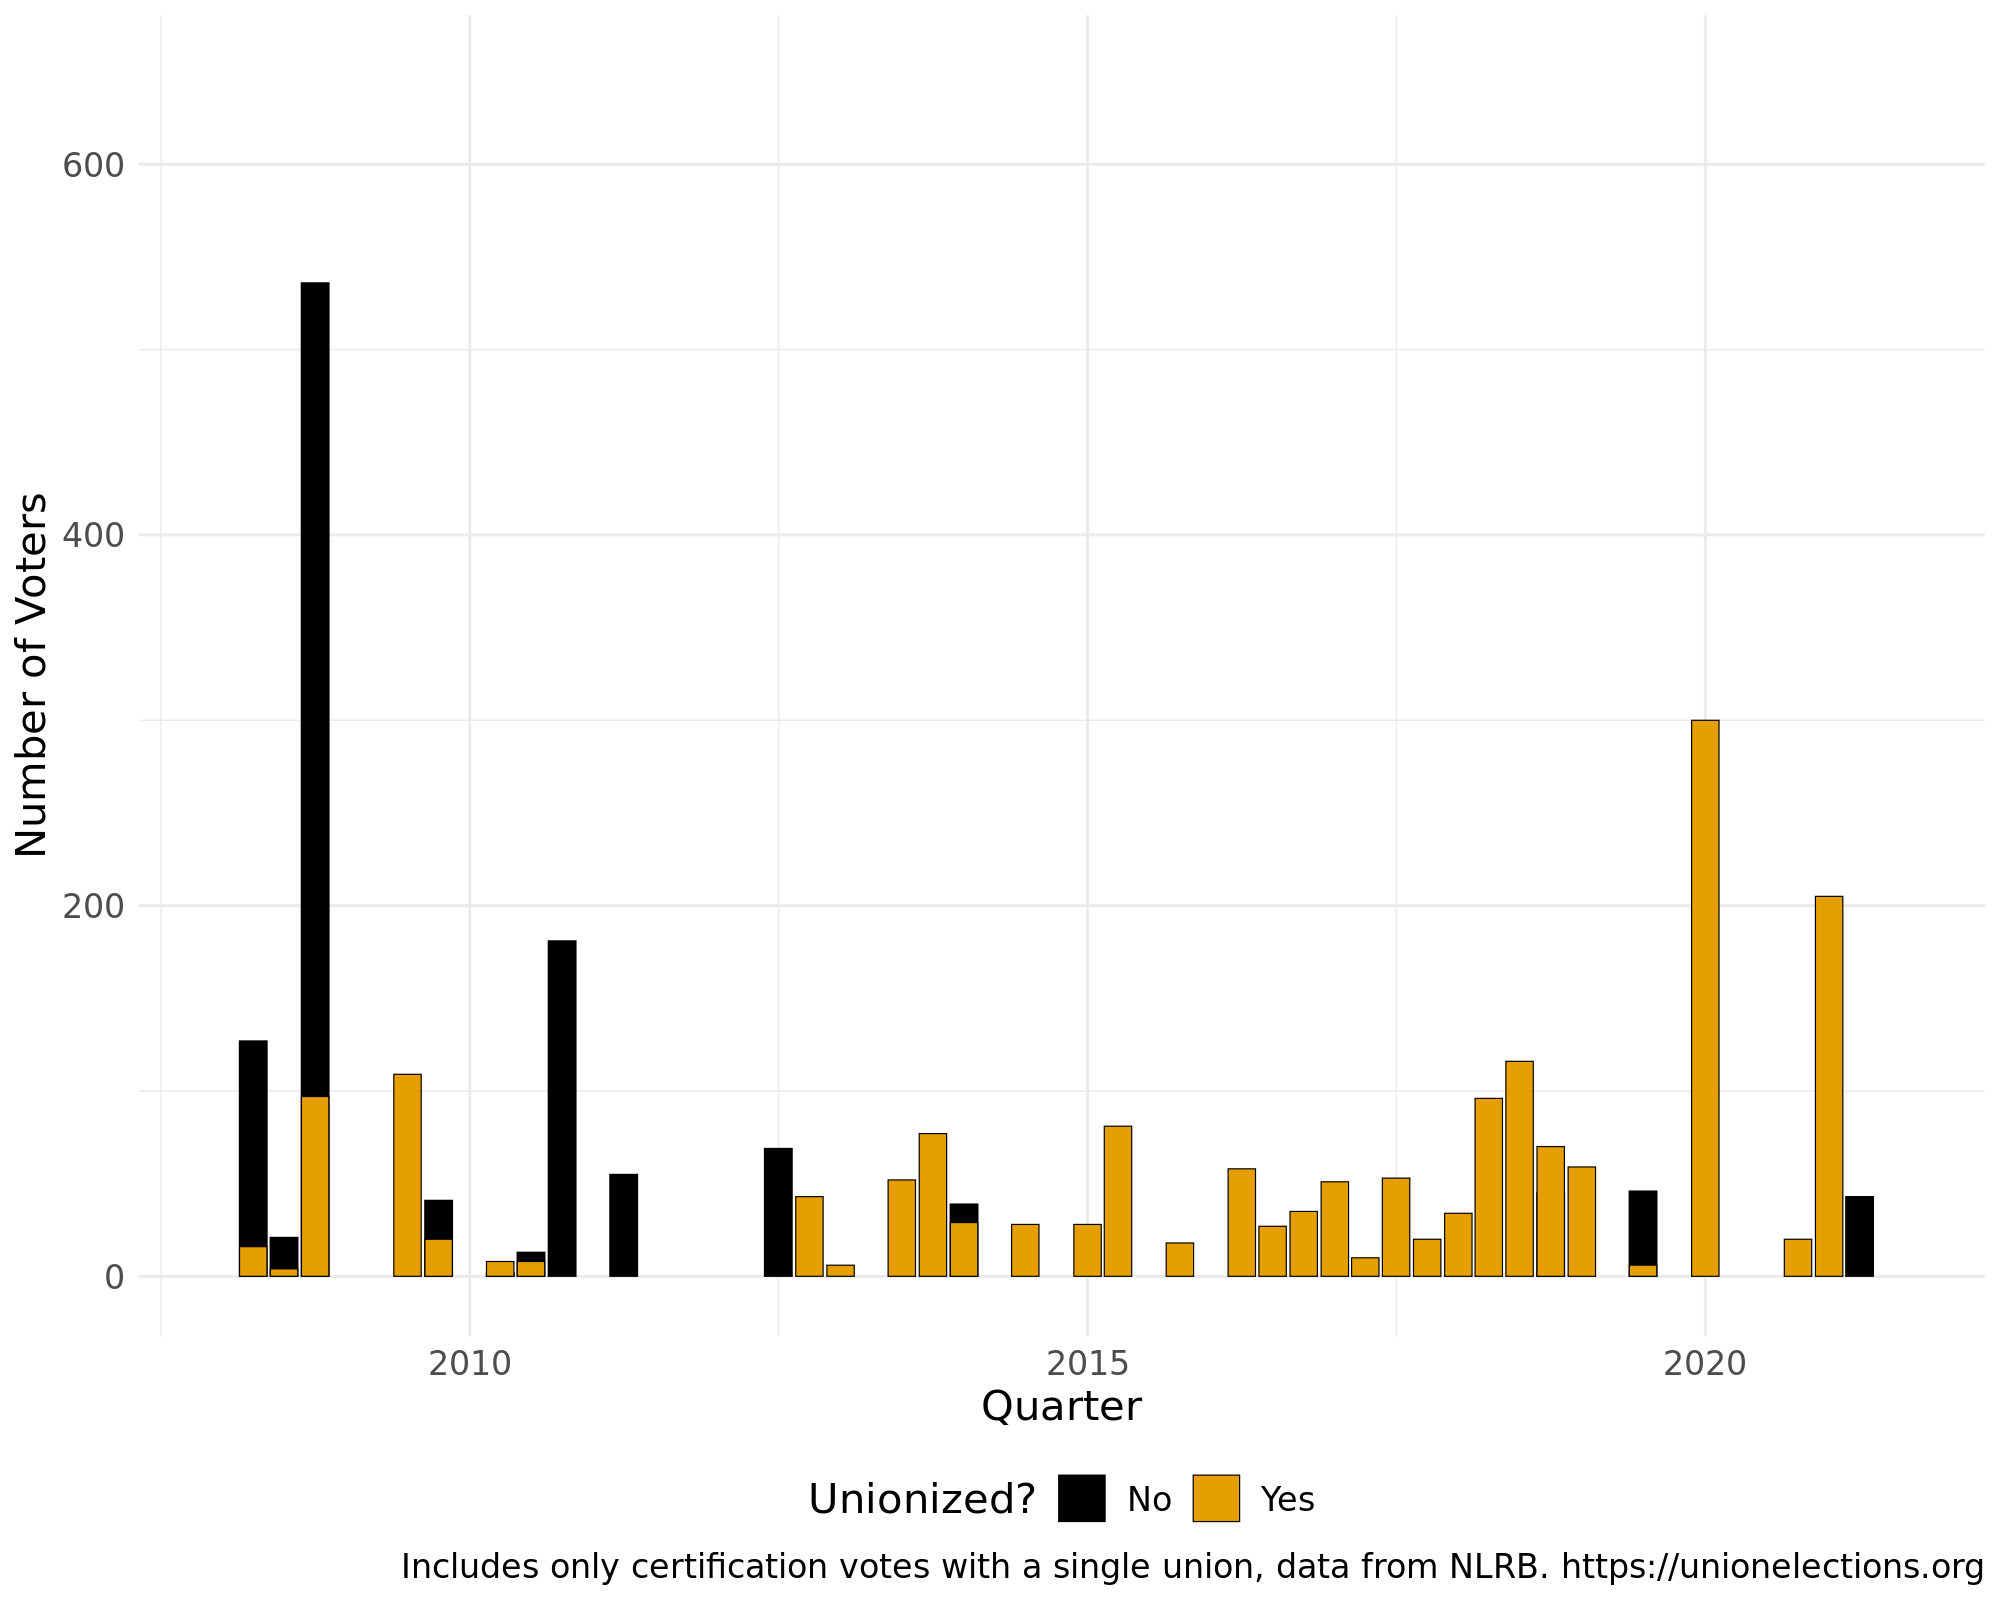 600
400
200
0
Number of Voters
2010 2015 2020
Quarter
Unionized? No Yes
Includes only certification votes with a single union, data from NLRB. https://unionelections.org